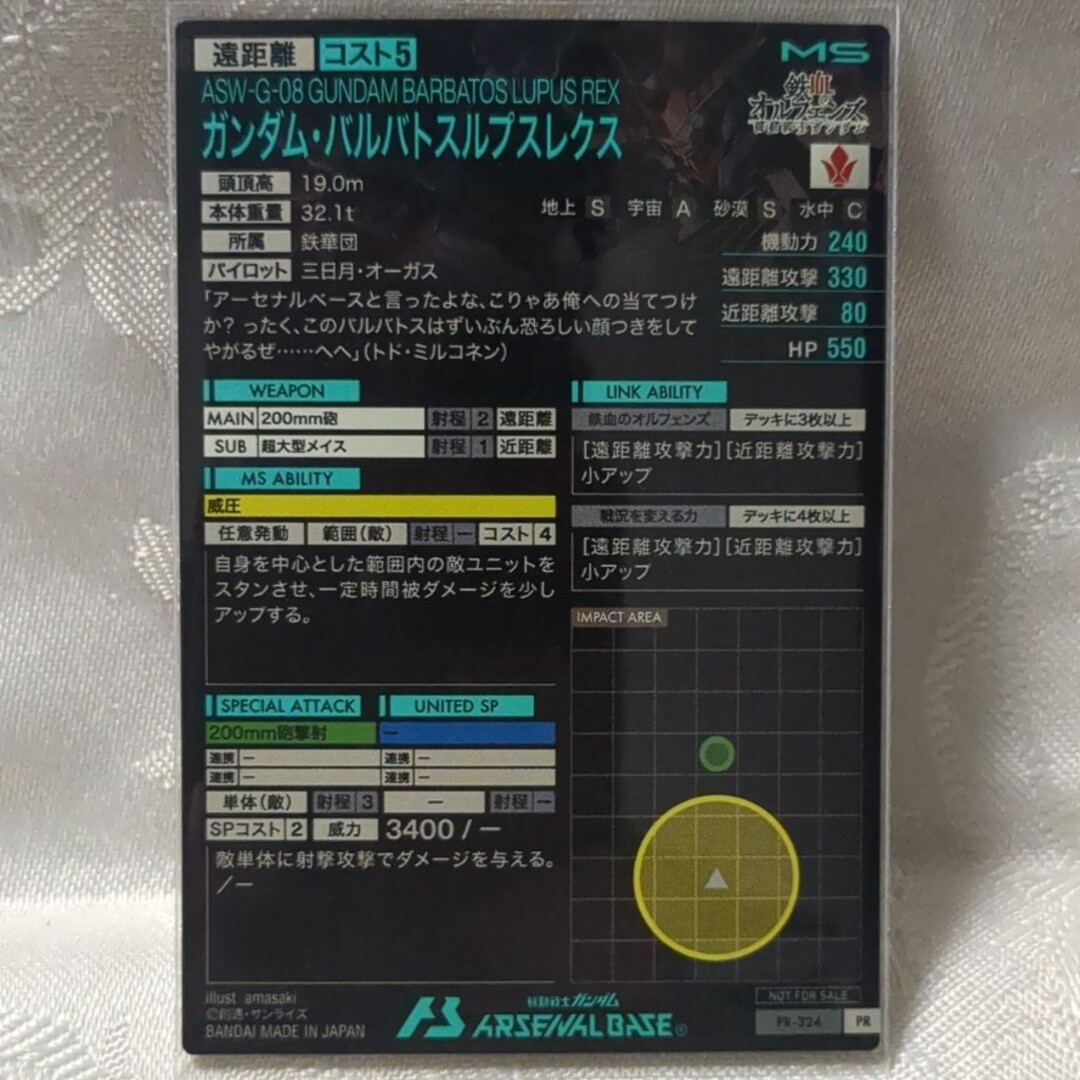 遠距離 コスト5
MS
ASW-G-08 GUNDAM BARBATOS LUPUS REX
ガンダム・バルバトスルプスレクス
鉄血のオルフェンズ
機動戦士ガンダム
頭頂高 19.0m
本体重量 32.1t
所属 鉄華団
パイロット 三日月・オーガス
地上 S 宇宙 A 砂漠 S 水中 C
機動力 240
遠距離攻撃 330
近距離攻撃 80
HP 550
「アーセナルベースと言ったよな、こりゃあ俺への当てつけ
か? ったく、このバルバトスはずいぶん恐ろしい顔つきをして
やがるぜ……へへ」(トド・ミルコネン)
WEAPON
MAIN 200mm砲 射程 2 遠距離
SUB 超大型メイス 射程 1 近距離
MS ABILITY
威圧
任意発動 範囲(敵) 射程 ー コスト 4
自身を中心とした範囲内の敵ユニットを
スタンさせ、一定時間被ダメージを少し
アップする。
LINK ABILITY
鉄血のオルフェンズ デッキに3枚以上
[遠距離攻撃力][近距離攻撃力]
小アップ
戦況を変える力 デッキに4枚以上
[遠距離攻撃力][近距離攻撃力]
小アップ
IMPACT AREA
SPECIAL ATTACK UNITED SP
200mm砲撃射 ー
連携 ー 連携 ー
連携 ー 連携 ー
単体(敵) 射程 3 ー 射程 ー
SPコスト 2 威力 3400 / ー
敵単体に射撃攻撃でダメージを与える。
/ー
illust amasaki
©創通・サンライズ
BANDAI MADE IN JAPAN
AB 機動戦士ガンダム
ARSENAL BASE®
NOT FOR SALE
PR-324 PR